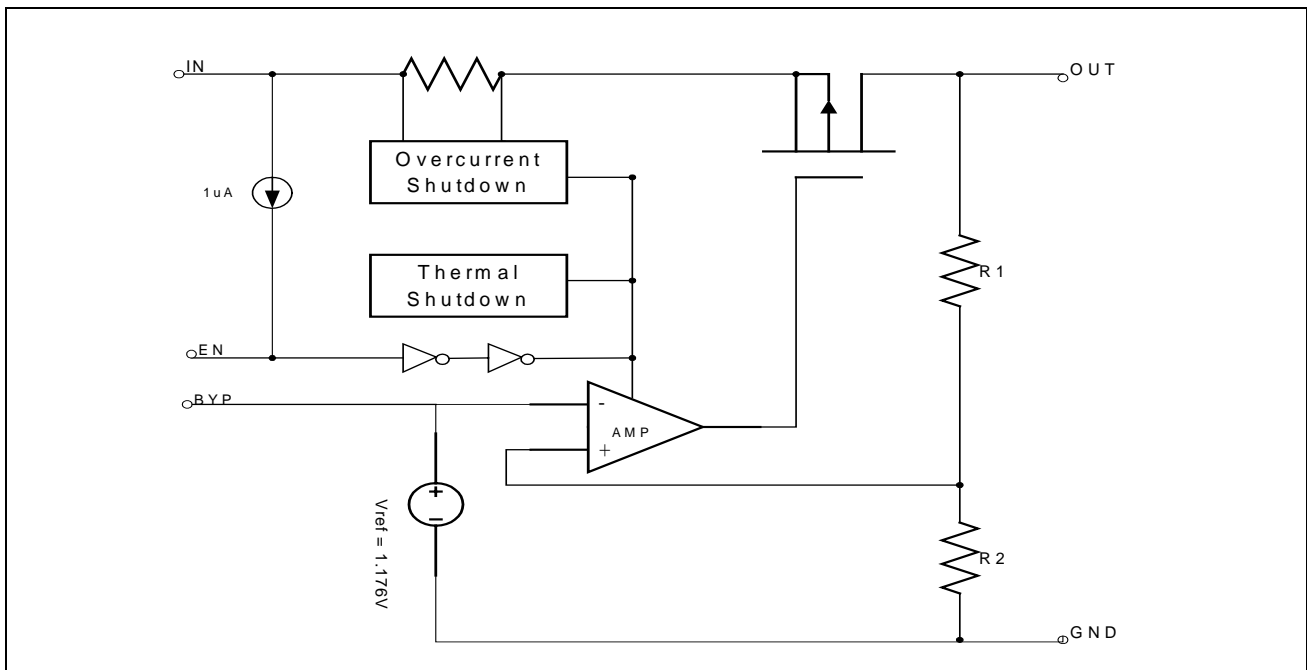 IN
OUT
Overcurrent
Shutdown
1uA
Thermal
Shutdown
R1
EN
BYP
-
AMP
+
+
−
Vref = 1.176V
R2
GND